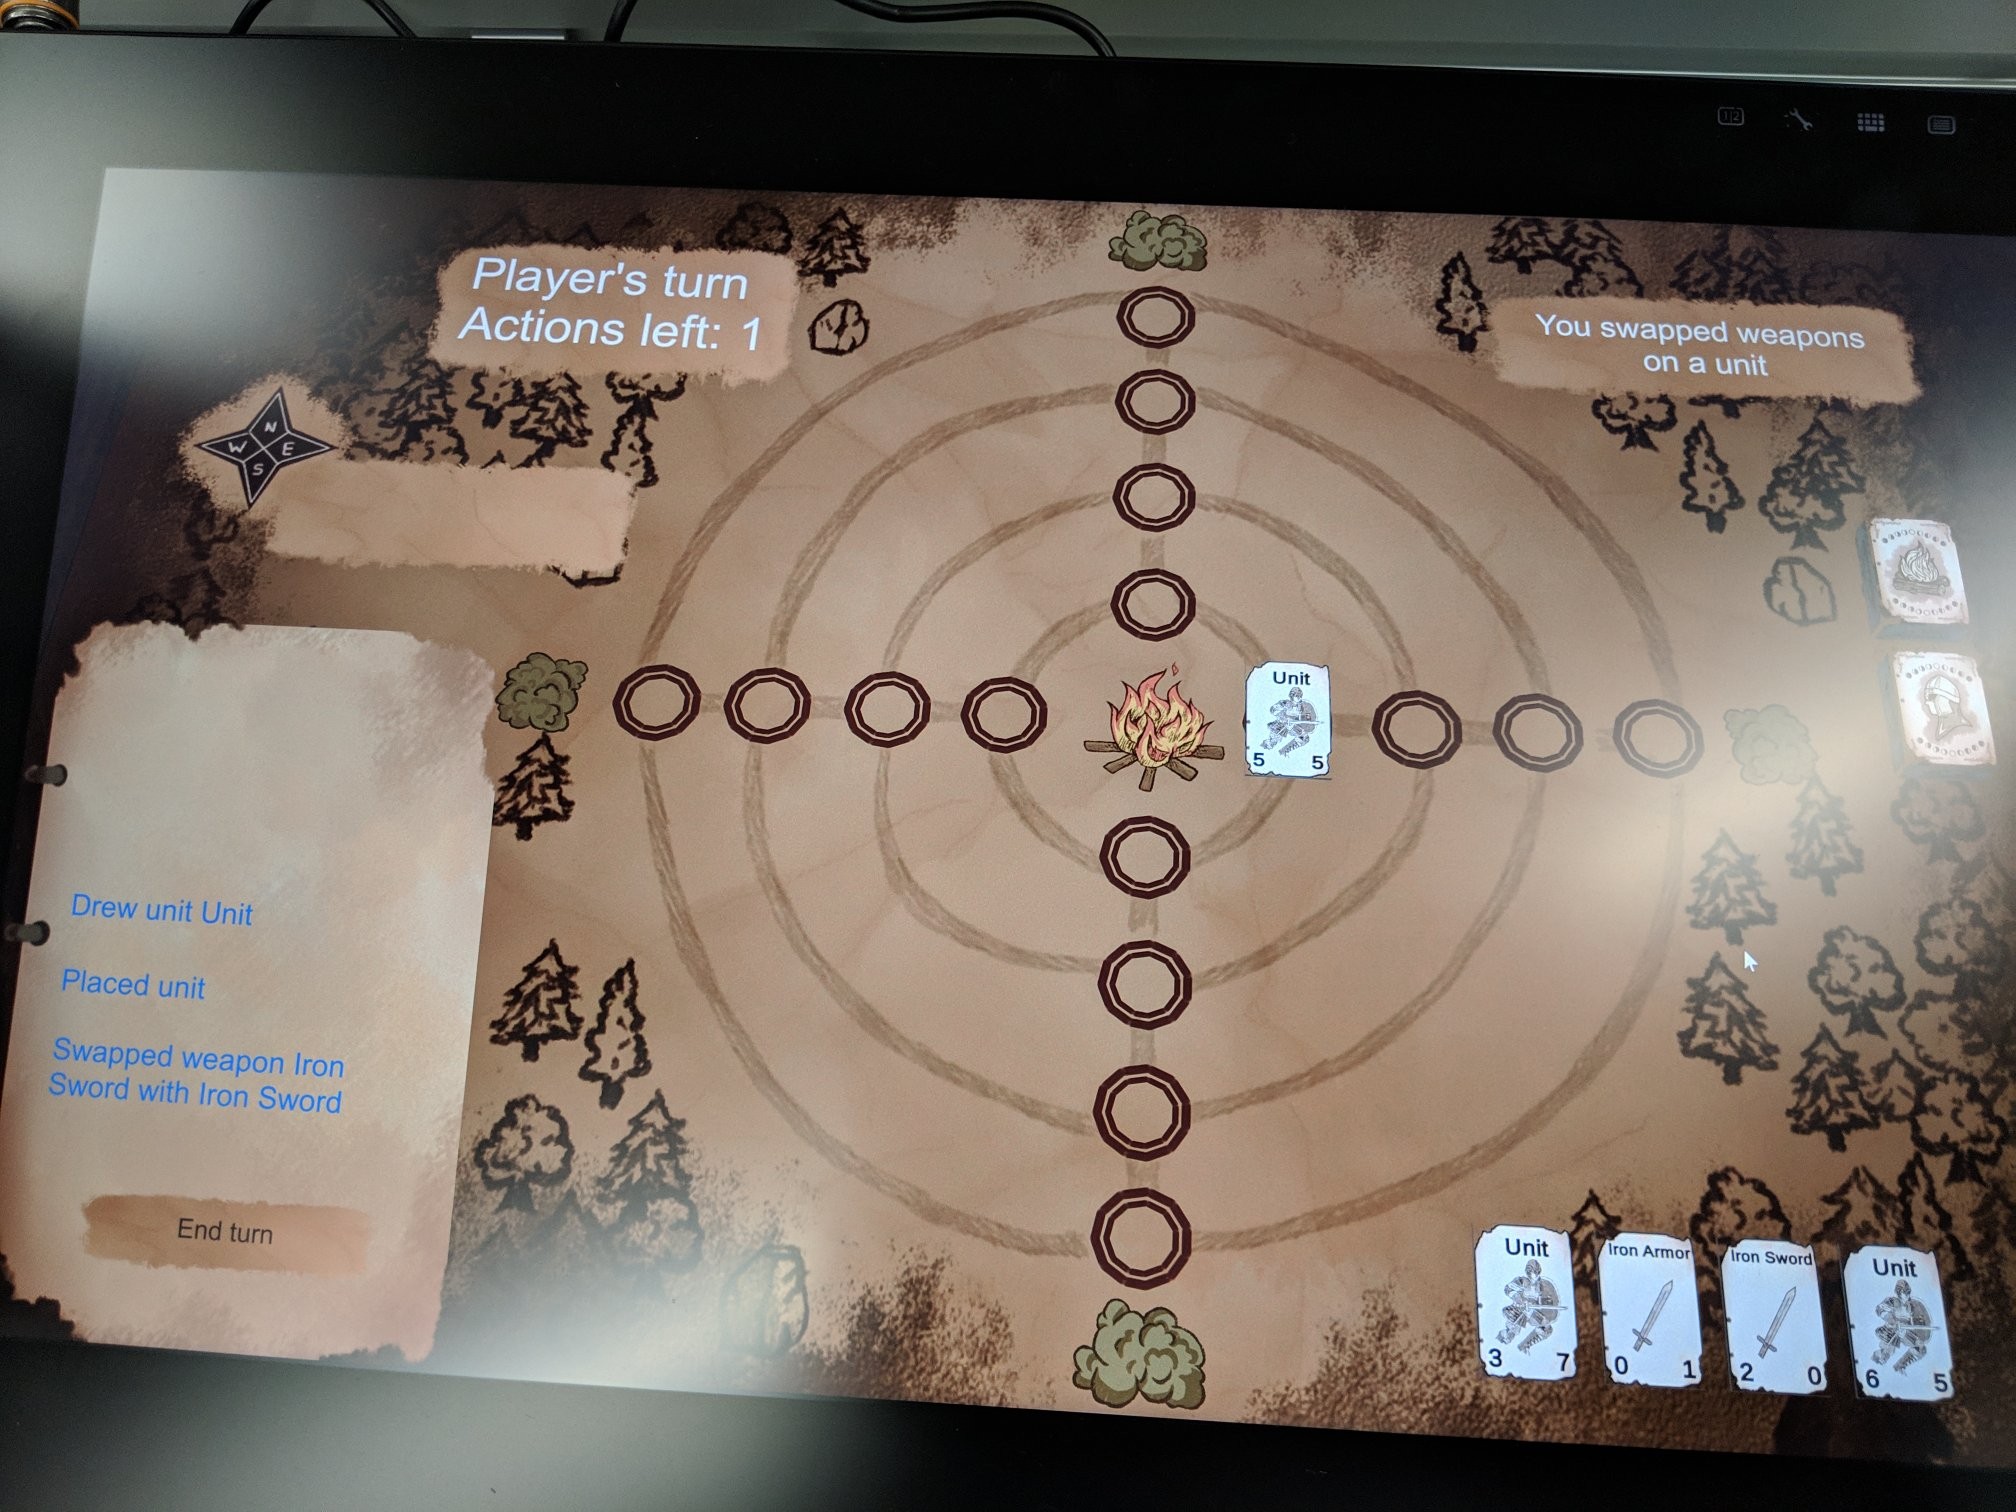 Player's turn
Actions left: 1
You swapped weapons
on a unit
N
W E
S
Unit
5 5
Drew unit Unit
Placed unit
Swapped weapon Iron
Sword with Iron Sword
End turn
Unit
3 7
Iron Armor
0 1
Iron Sword
2 0
Unit
6 5